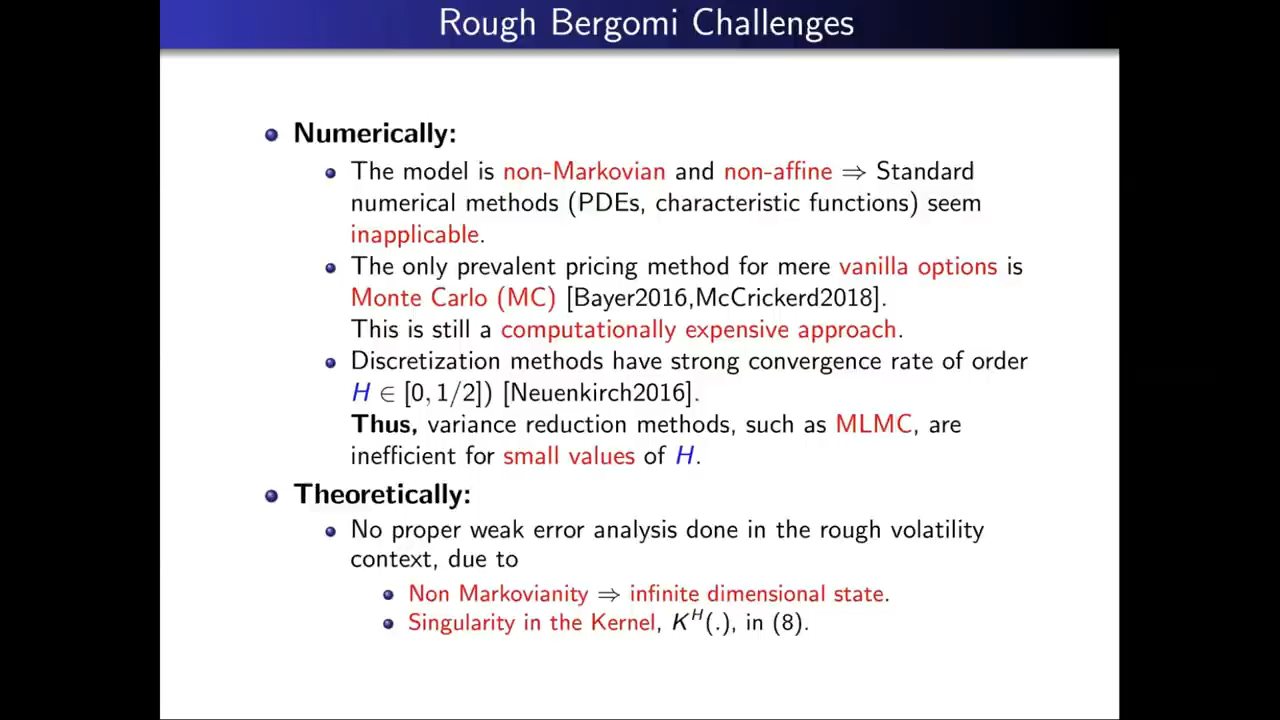 Rough Bergomi Challenges
Numerically:
The model is non-Markovian and non-affine ⇒ Standard
numerical methods (PDEs, characteristic functions) seem
inapplicable.
The only prevalent pricing method for mere vanilla options is
Monte Carlo (MC) [Bayer2016,McCrickerd2018].
This is still a computationally expensive approach.
Discretization methods have strong convergence rate of order
H ∈ [0, 1/2]) [Neuenkirch2016].
Thus, variance reduction methods, such as MLMC, are
inefficient for small values of H.
Theoretically:
No proper weak error analysis done in the rough volatility
context, due to
Non Markovianity ⇒ infinite dimensional state.
Singularity in the Kernel, K^H(.), in (8).